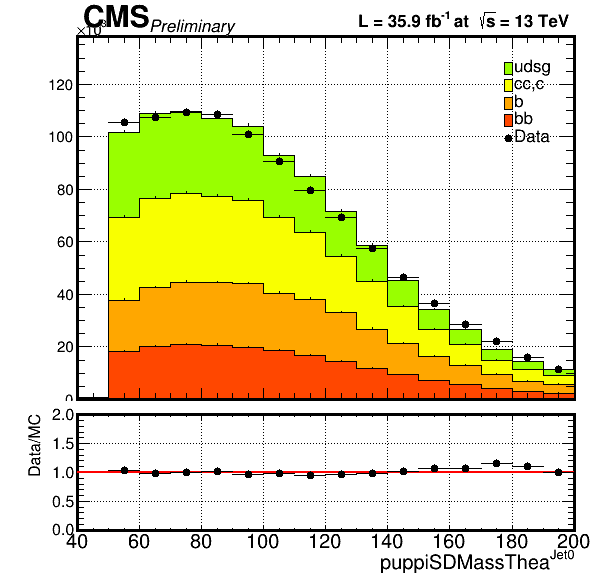 CMS Preliminary L = 35.9 fb⁻¹ at √s = 13 TeV
×10³
udsg
cc,c
b
bb
Data
120
100
80
60
40
20
0
2.0
1.5
1.0
0.5
0.0
Data/MC
40 60 80 100 120 140 160 180 200
puppiSDMassThea^Jet0